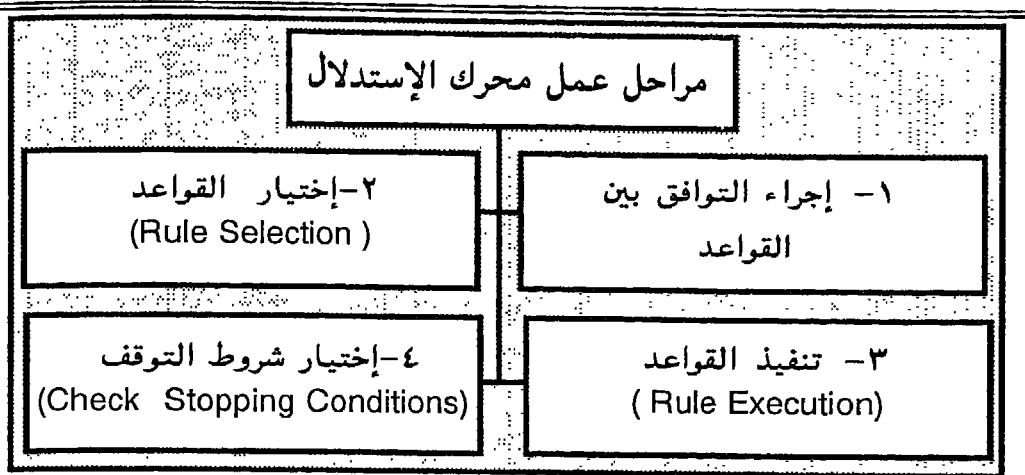 مراحل عمل محرك الإستدلال
١- إجراء التوافق بين
القواعد
٢-إختيار القواعد
(Rule Selection )
٣- تنفيذ القواعد
( Rule Execution)
٤-إختيار شروط التوقف
(Check Stopping Conditions)